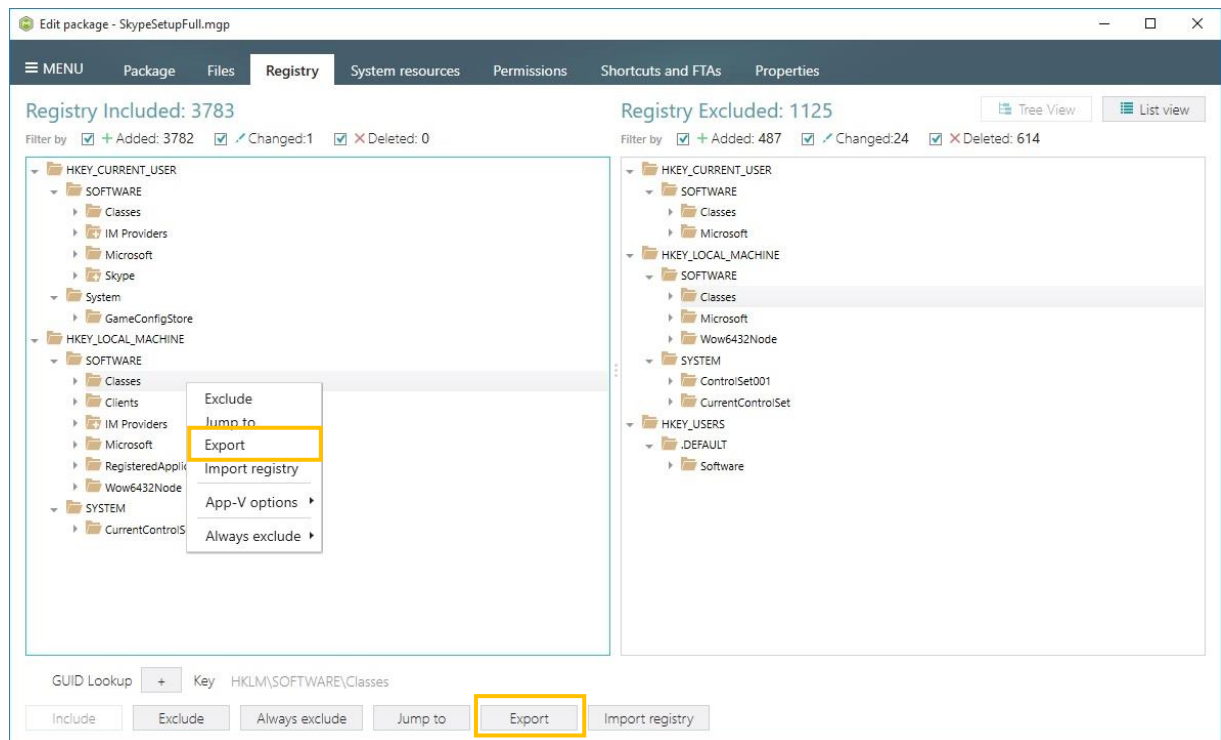 Edit package - SkypeSetupFull.mgp
MENU Package Files Registry System resources Permissions Shortcuts and FTAs Properties
Registry Included: 3783
Filter by + Added: 3782 Changed:1 Deleted: 0
HKEY_CURRENT_USER
SOFTWARE
Classes
IM Providers
Microsoft
Skype
System
GameConfigStore
HKEY_LOCAL_MACHINE
SOFTWARE
Classes
Clients
IM Providers
Microsoft
RegisteredApplic
Wow6432Node
SYSTEM
CurrentControlS
Exclude
Jump to
Export
Import registry
App-V options
Always exclude
Registry Excluded: 1125
Tree View List view
Filter by + Added: 487 Changed:24 Deleted: 614
HKEY_CURRENT_USER
SOFTWARE
Classes
Microsoft
HKEY_LOCAL_MACHINE
SOFTWARE
Classes
Microsoft
Wow6432Node
SYSTEM
ControlSet001
CurrentControlSet
HKEY_USERS
.DEFAULT
Software
GUID Lookup + Key HKLM\SOFTWARE\Classes
Include Exclude Always exclude Jump to Export Import registry